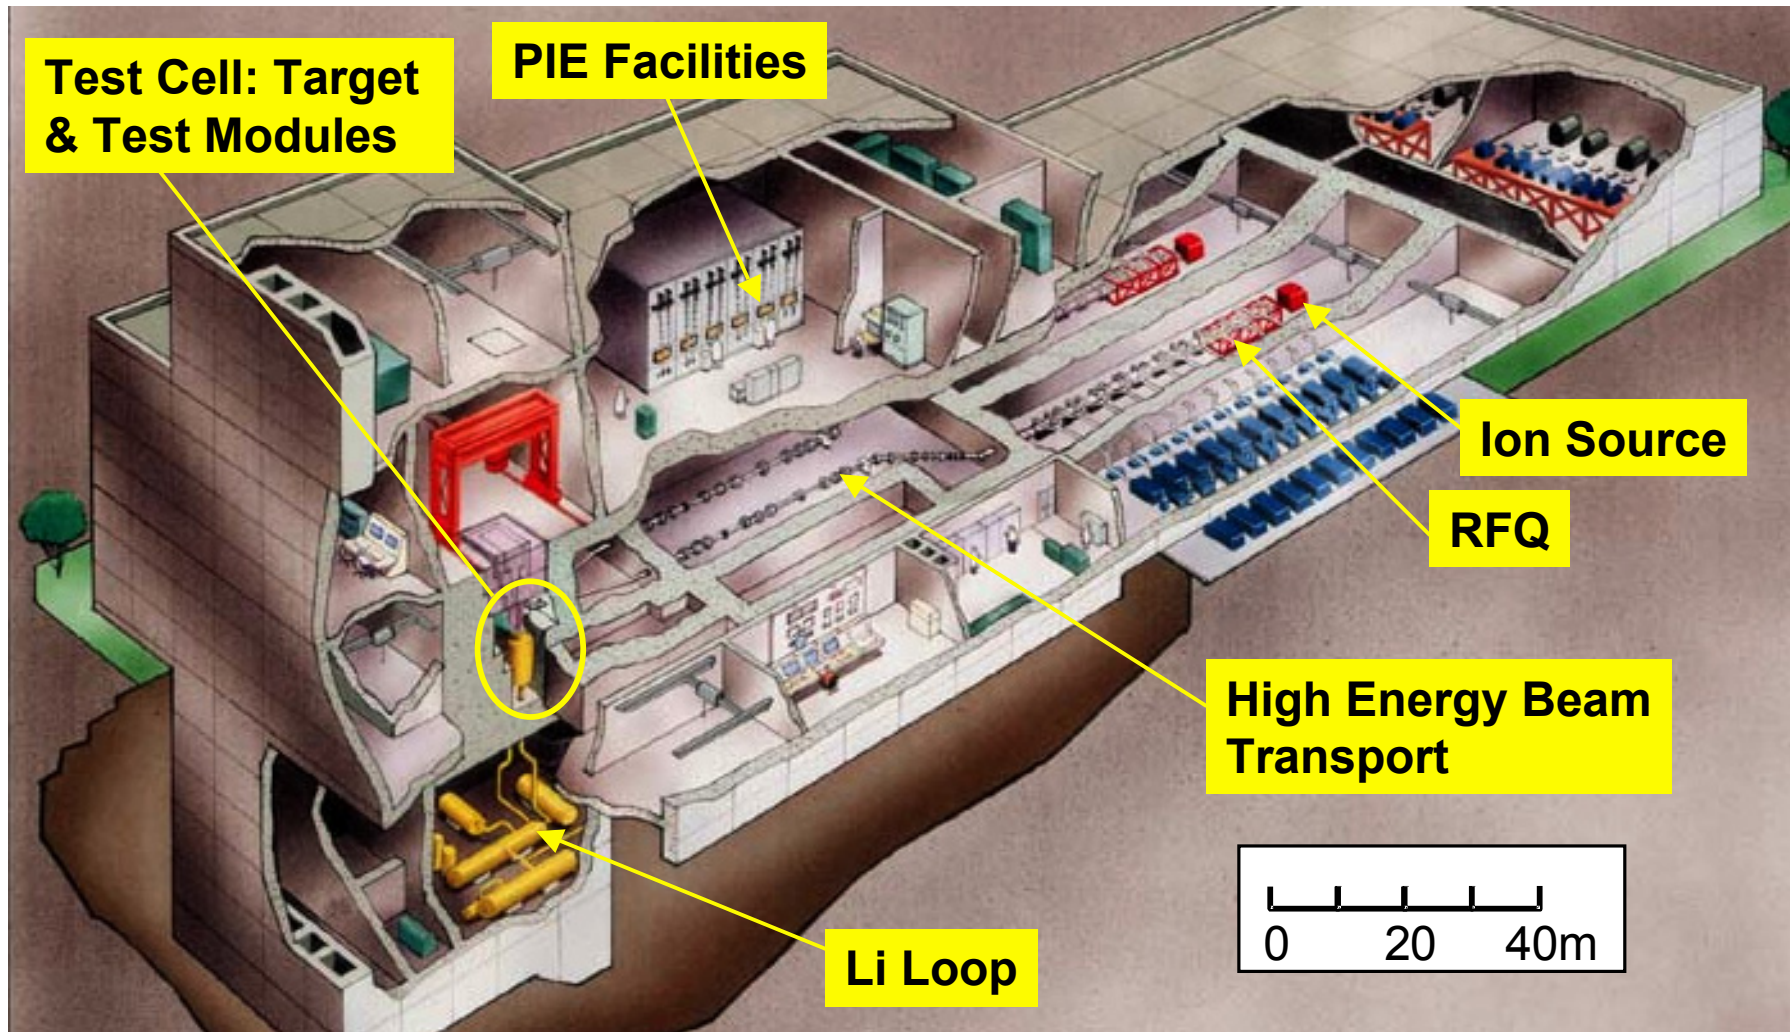 Test Cell: Target
& Test Modules
PIE Facilities
Ion Source
RFQ
High Energy Beam
Transport
Li Loop
0 20 40m